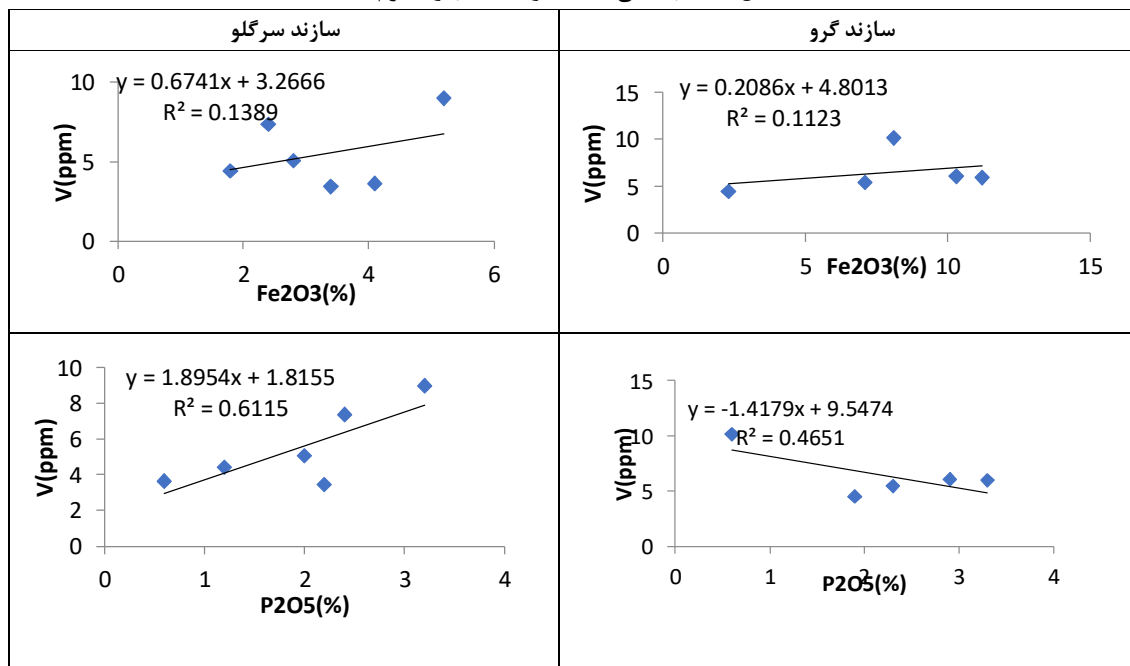 سازند سرگلو
سازند گرو
y = 0.6741x + 3.2666
R² = 0.1389
V(ppm)
10
5
0
0 2 4 6
Fe2O3(%)
y = 0.2086x + 4.8013
R² = 0.1123
V(ppm)
15
10
5
0
0 5 10 15
Fe2O3(%)
y = 1.8954x + 1.8155
R² = 0.6115
V(ppm)
10
8
6
4
2
0
0 1 2 3 4
P2O5(%)
y = -1.4179x + 9.5474
R² = 0.4651
V(ppm)
15
10
5
0
0 1 2 3 4
P2O5(%)